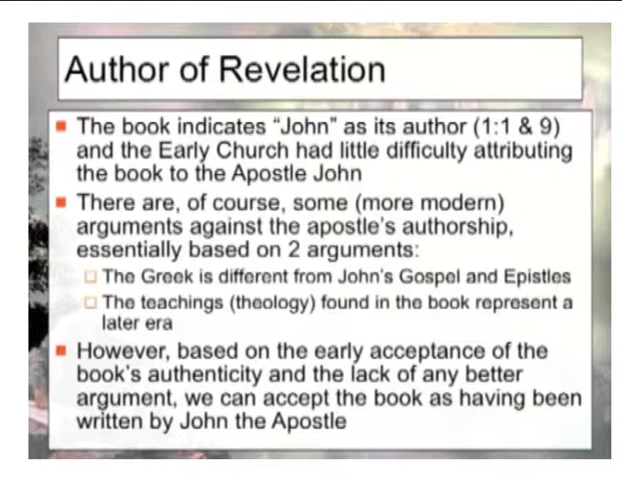 Author of Revelation
The book indicates "John" as its author (1:1 & 9)
and the Early Church had little difficulty attributing
the book to the Apostle John
There are, of course, some (more modern)
arguments against the apostle's authorship,
essentially based on 2 arguments:
The Greek is different from John's Gospel and Epistles
The teachings (theology) found in the book represent a
later era
However, based on the early acceptance of the
book's authenticity and the lack of any better
argument, we can accept the book as having been
written by John the Apostle